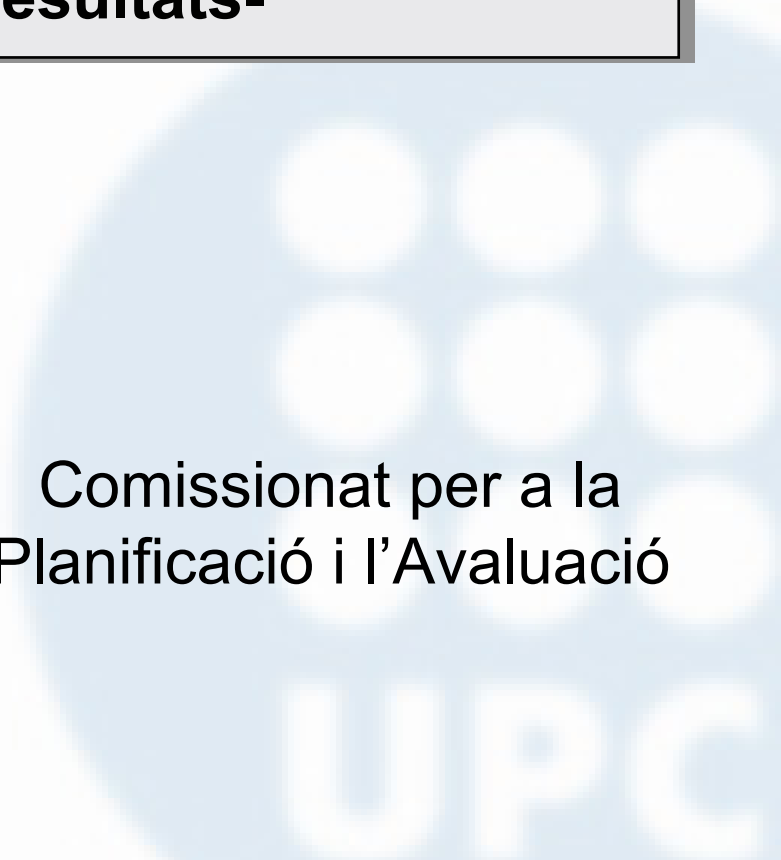 esultats-
Comissionat per a la
Planificació i l’Avaluació
UPC